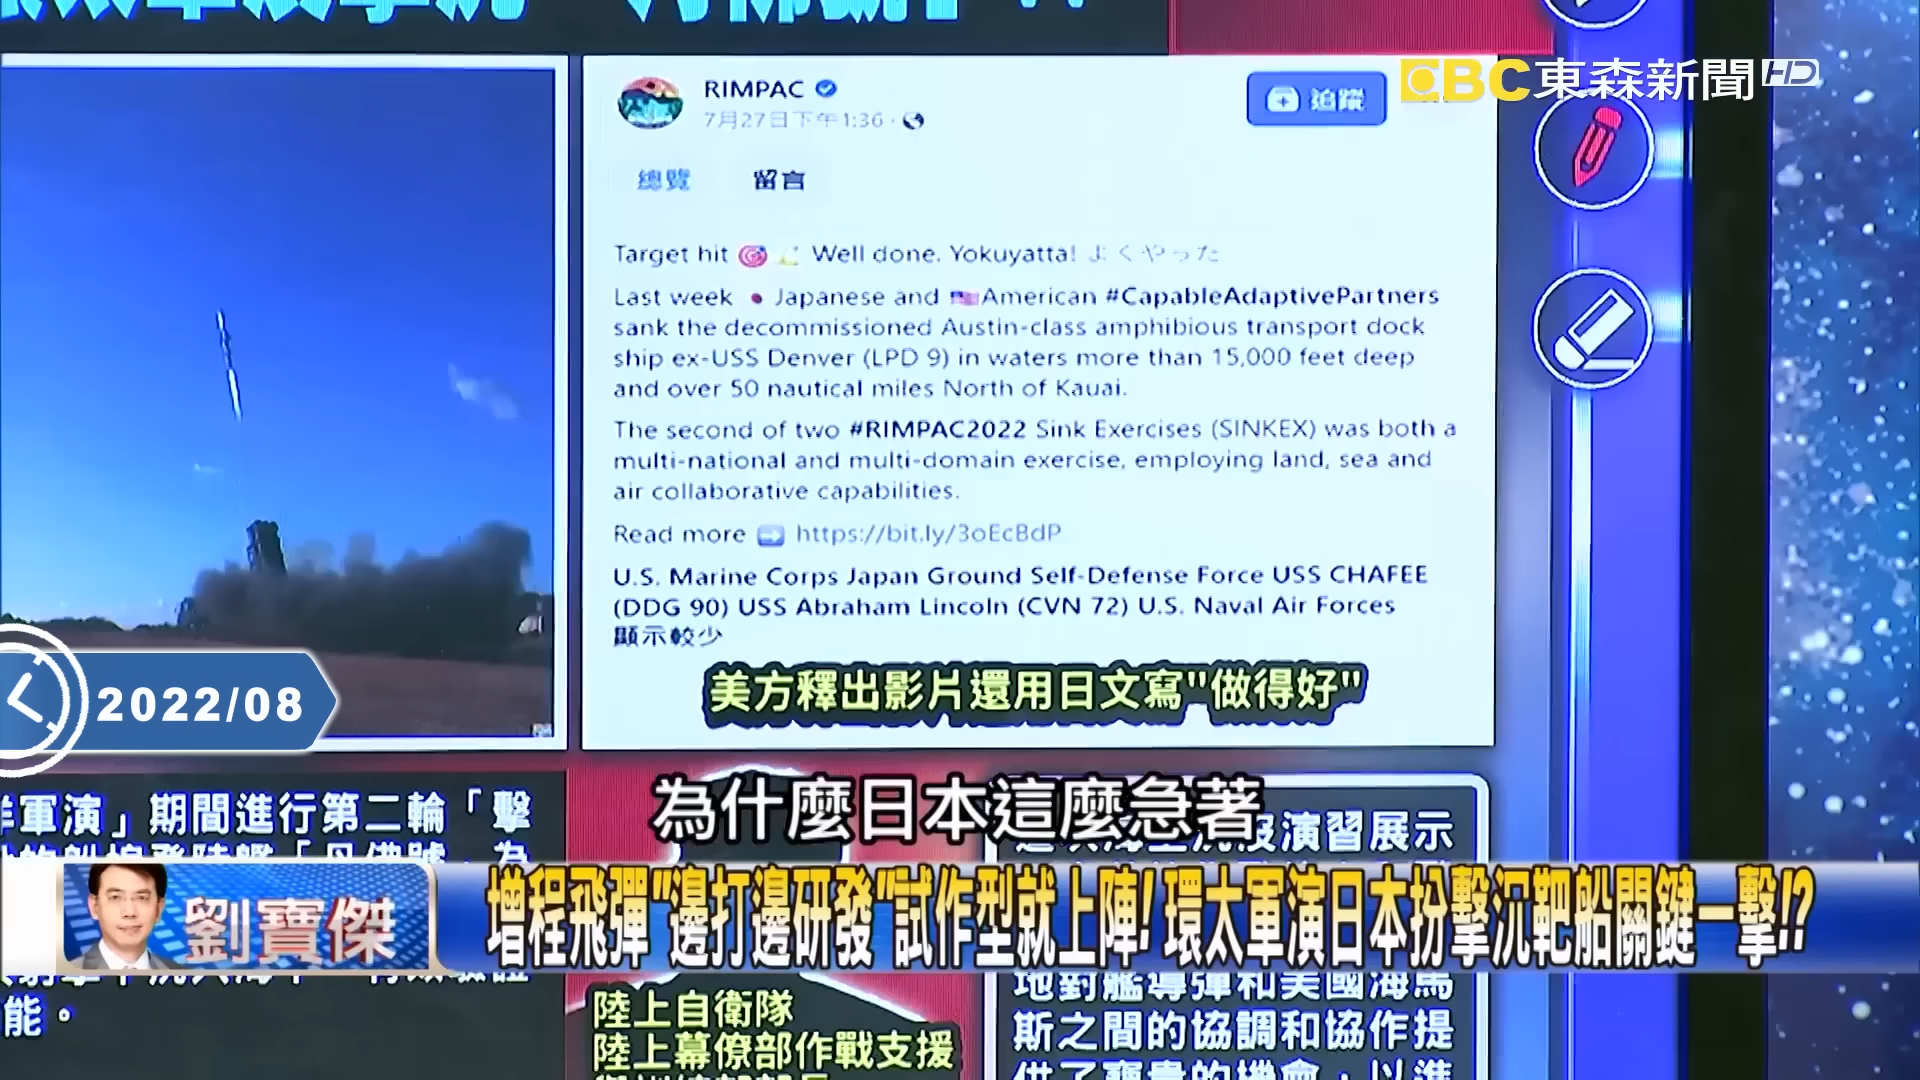 EBC 東森新聞 HD
RIMPAC
7月27日下午1:36
追蹤
總覽 留言
Target hit Well done. Yokuyatta! よくやった
Last week Japanese and American #CapableAdaptivePartners
sank the decommissioned Austin-class amphibious transport dock
ship ex-USS Denver (LPD 9) in waters more than 15,000 feet deep
and over 50 nautical miles North of Kauai.
The second of two #RIMPAC2022 Sink Exercises (SINKEX) was both a
multi-national and multi-domain exercise, employing land, sea and
air collaborative capabilities.
Read more https://bit.ly/3oEcBdP
U.S. Marine Corps Japan Ground Self-Defense Force USS CHAFEE
(DDG 90) USS Abraham Lincoln (CVN 72) U.S. Naval Air Forces
顯示較少
美方釋出影片還用日文寫"做得好"
2022/08
軍演」期間進行第二輪「擊
能。
為什麼日本這麼急著
演習展示
劉寶傑
增程飛彈"邊打邊研發"試作型就上陣!環太軍演日本扮擊沉靶船關鍵一擊!?
陸上自衛隊
陸上幕僚部作戰支援
地對艦導彈和美國海馬
斯之間的協調和協作提